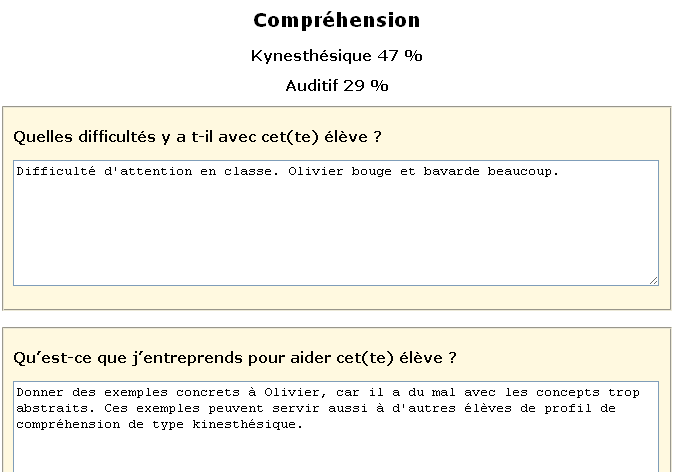 Compréhension
Kynesthésique 47 %
Auditif 29 %
Quelles difficultés y a t-il avec cet(te) élève ?
Difficulté d'attention en classe. Olivier bouge et bavarde beaucoup.
Qu’est-ce que j’entreprends pour aider cet(te) élève ?
Donner des exemples concrets à Olivier, car il a du mal avec les concepts trop
abstraits. Ces exemples peuvent servir aussi à d'autres élèves de profil de
compréhension de type kinesthésique.